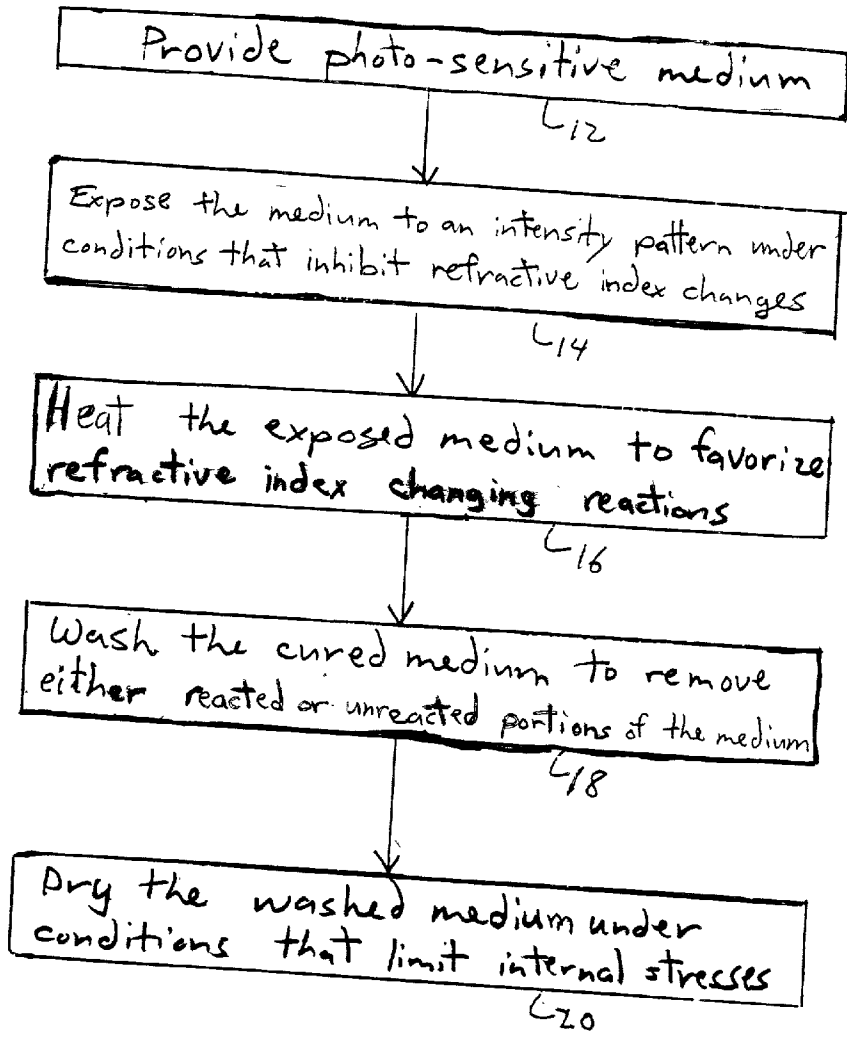 Provide photo-sensitive medium
12
Expose the medium to an intensity pattern under
conditions that inhibit refractive index changes
14
Heat the exposed medium to favorize
refractive index changing reactions
16
Wash the cured medium to remove
either reacted or unreacted portions of the medium
18
Dry the washed medium under
conditions that limit internal stresses
20